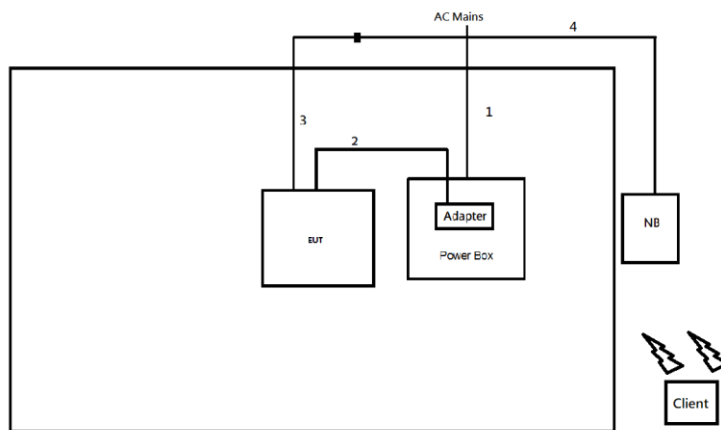 AC Mains
4
3
1
2
Adapter
EUT
NB
Power Box
Client